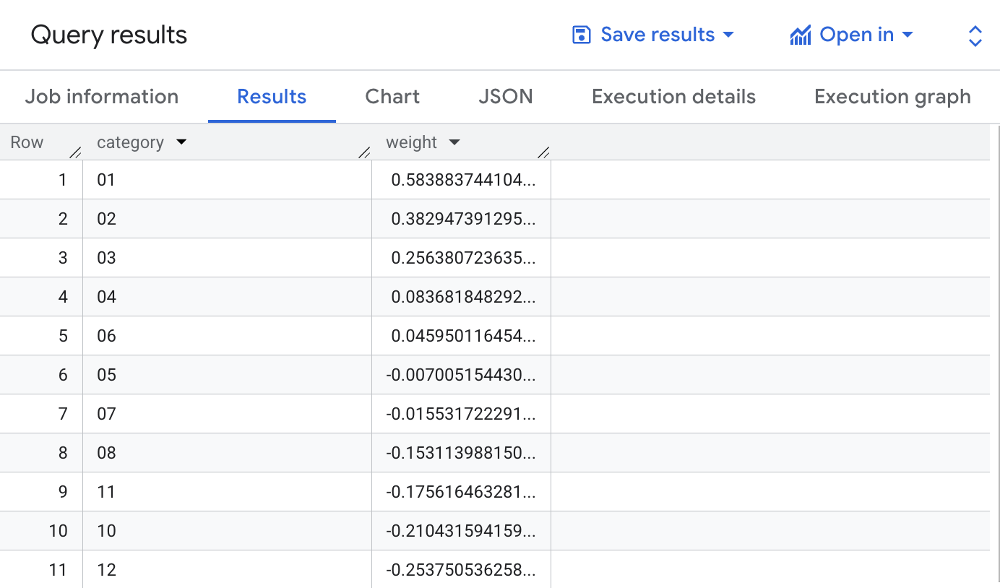 Query results Save results Open in
Job information Results Chart JSON Execution details Execution graph
Row category weight
1 01 0.583883744104...
2 02 0.382947391295...
3 03 0.256380723635...
4 04 0.083681848292...
5 06 0.045950116454...
6 05 -0.007005154430...
7 07 -0.015531722291...
8 08 -0.153113988150...
9 11 -0.175616463281...
10 10 -0.210431594159...
11 12 -0.253750536258...